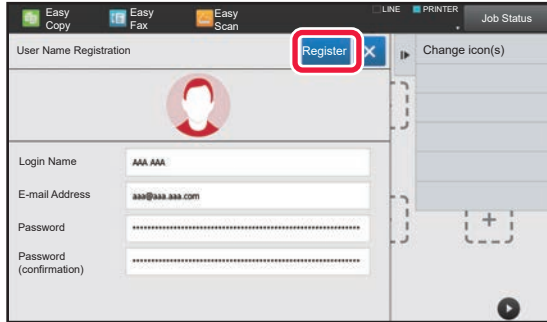 Easy
Copy
Easy
Fax
Easy
Scan
LINE
PRINTER
Job Status
User Name Registration
Register
Change icon(s)
Login Name
AAA AAA
E-mail Address
aaa@aaa.aaa.com
Password
Password
(confirmation)